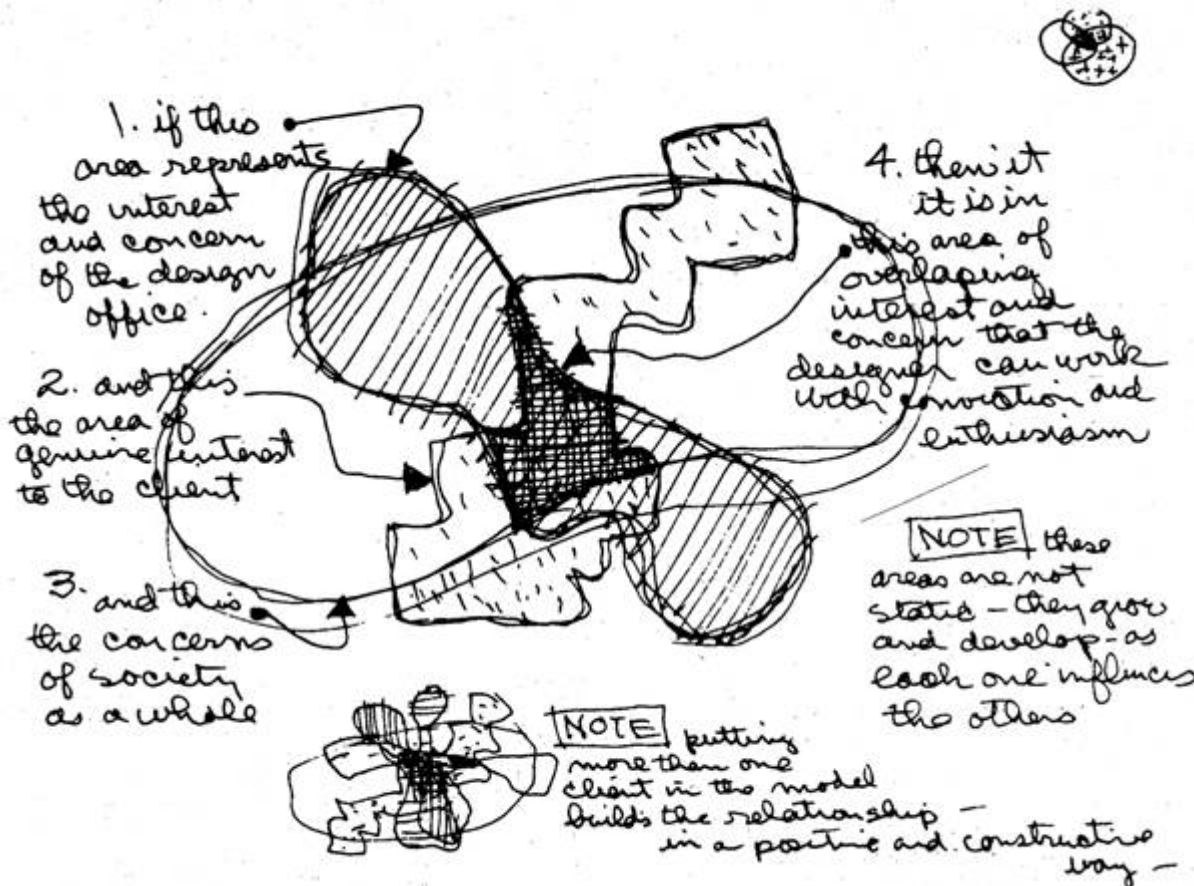 1. if this
area represents
the interest
and concern
of the design
office.
2. and this
the area of
genuine interest
to the client
3. and this
the concerns
of society
as a whole
4. then it
it is in
this area of
overlaping
interest and
concern that the
designer can work
with conviction and
enthusiasm
NOTE these
areas are not
static – they grow
and develop – as
each one influences
the others
NOTE putting
more than one
client in the model
builds the relationship –
in a positive and constructive
way –